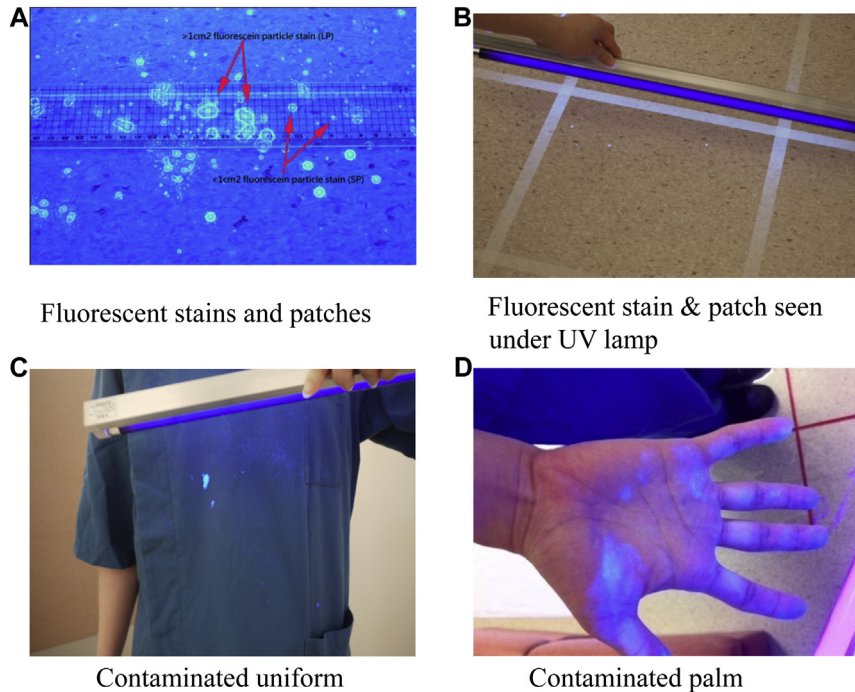 A
>1cm2 fluorescein particle stain (LP)
<1cm2 fluorescein particle stain (SP)
Fluorescent stains and patches
B
Fluorescent stain & patch seen
under UV lamp
C
Contaminated uniform
D
Contaminated palm